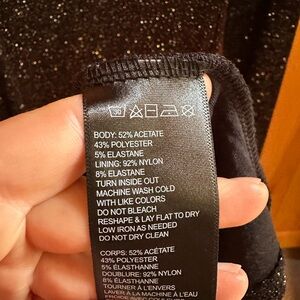 BODY: 52% ACETATE
43% POLYESTER
5% ELASTANE
LINING: 92% NYLON
8% ELASTANE
TURN INSIDE OUT
MACHINE WASH COLD
WITH LIKE COLORS
DO NOT BLEACH
RESHAPE & LAY FLAT TO DRY
LOW IRON AS NEEDED
DO NOT DRY CLEAN
CORPS: 52% ACÉTATE
43% POLYESTER
5% ÉLASTHANNE
DOUBLURE: 92% NYLON
8% ÉLASTHANNE
TOURNER À L'ENVERS
LAVER À LA MACHINE À L'EAU